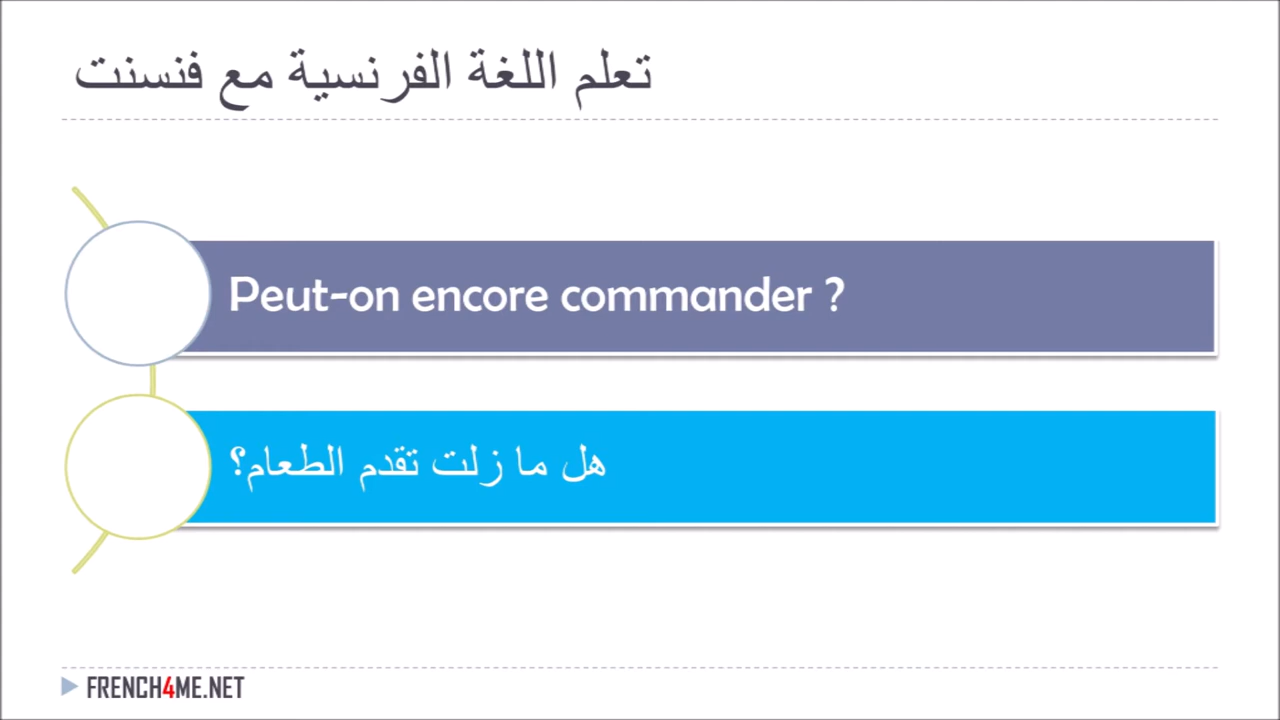 تعلم اللغة الفرنسية مع فنسنت
Peut-on encore commander ?
هل ما زلت تقدم الطعام؟
FRENCH4ME.NET